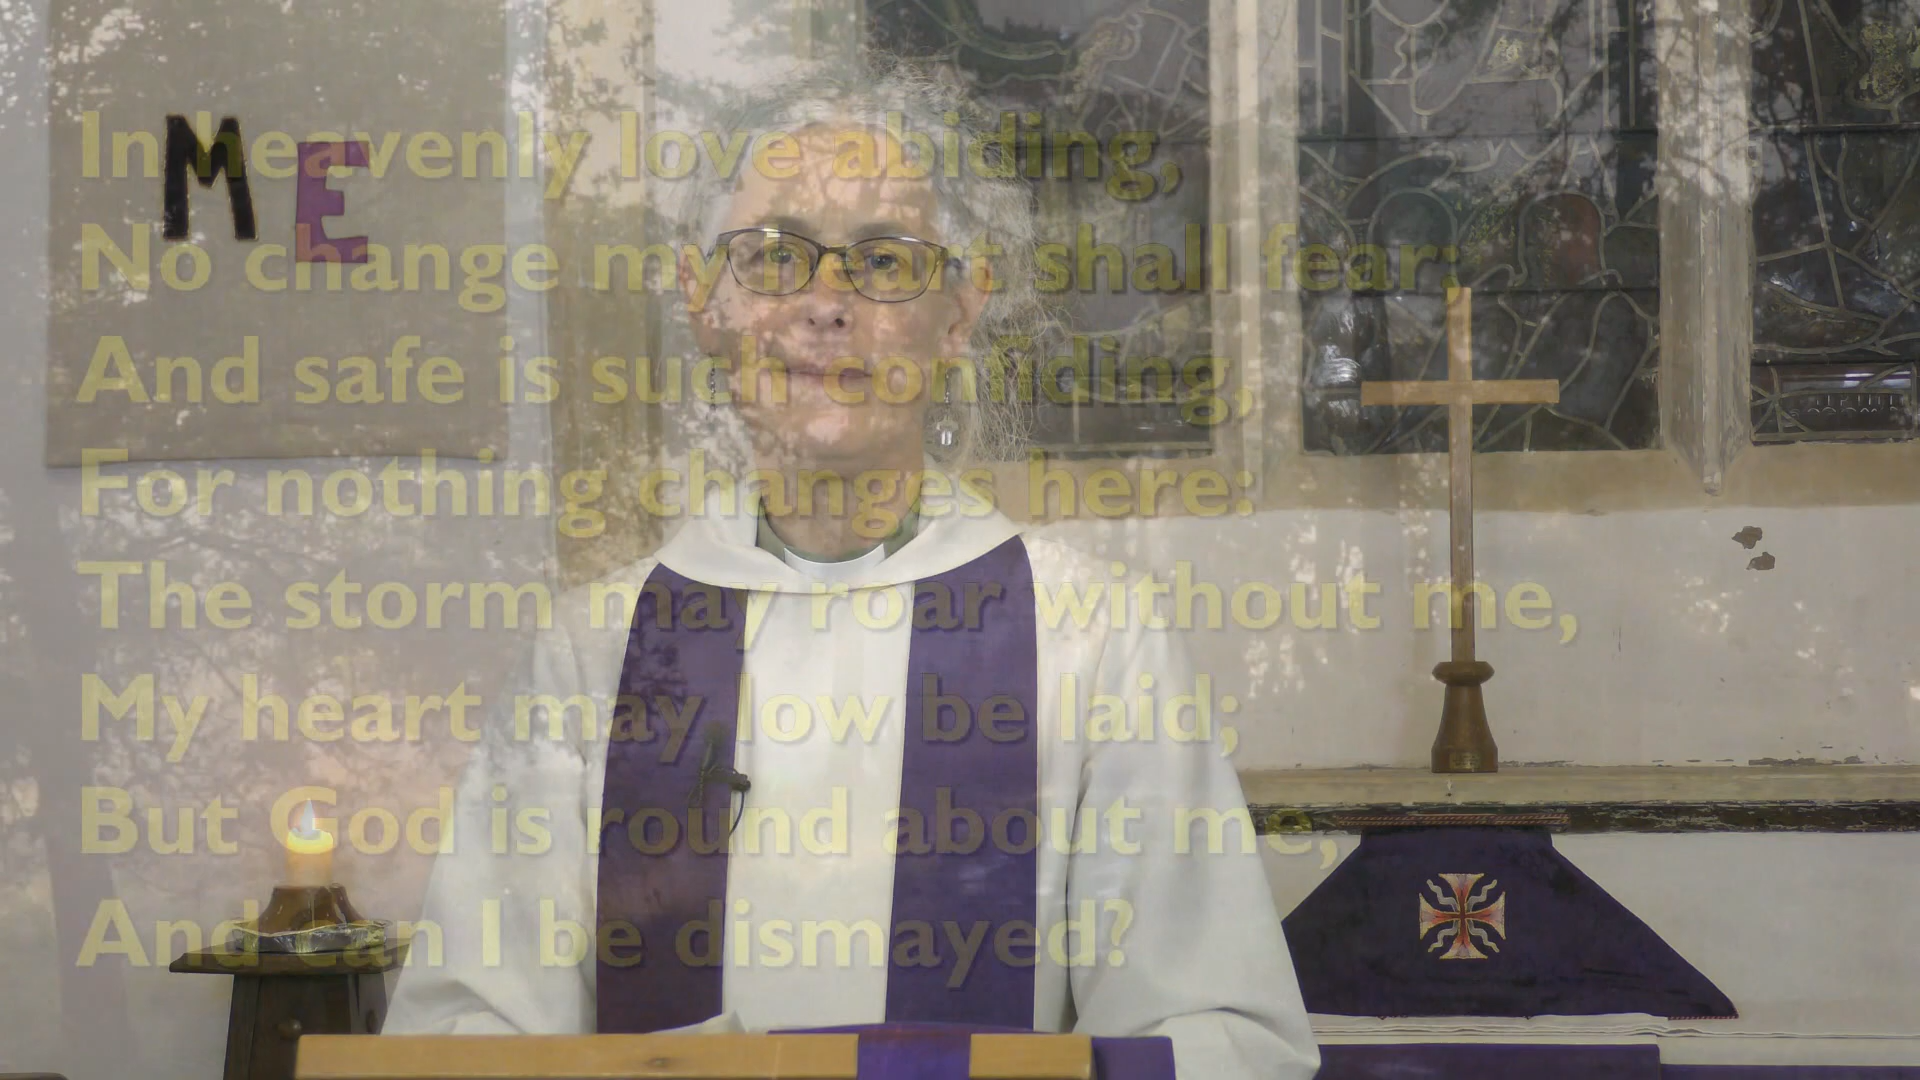 ME
In heavenly love abiding,
No change my heart shall fear;
And safe is such confiding,
For nothing changes here:
The storm may roar without me,
My heart may low be laid;
But God is round about me,
And can I be dismayed?